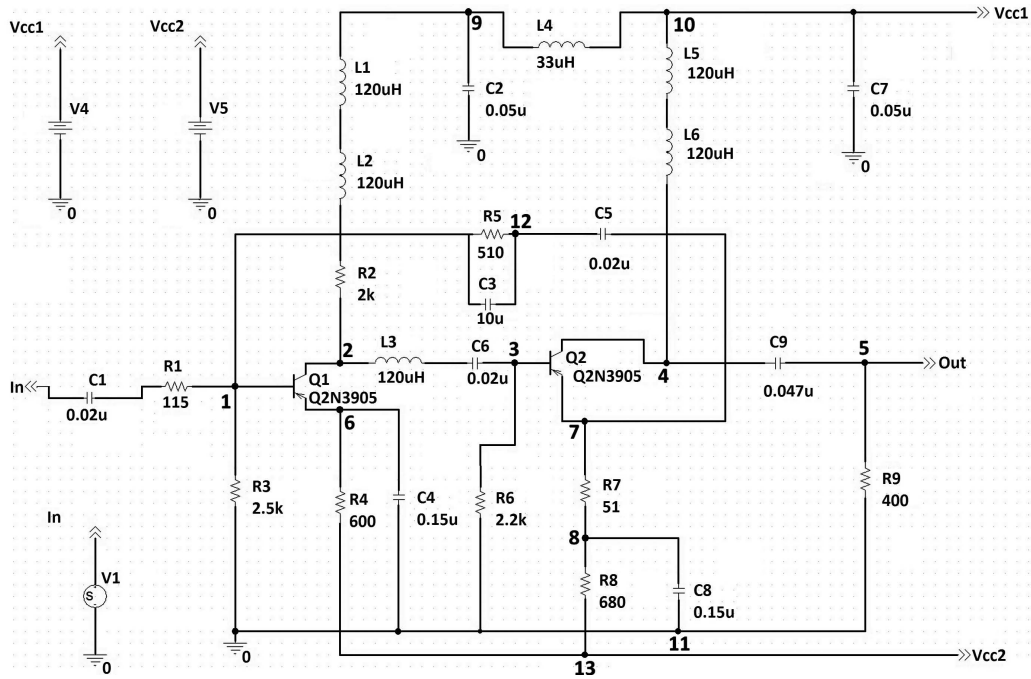 Vcc1
Vcc2
9
L4
33uH
10
Vcc1
V4
V5
L1
120uH
C2
0.05u
L5
120uH
C7
0.05u
0
0
L2
120uH
L6
120uH
0
0
R5
510
12
C5
0.02u
R2
2k
C3
10u
In
C1
0.02u
R1
115
1
2
L3
120uH
C6
0.02u
3
Q1
Q2N3905
Q2
Q2N3905
4
C9
0.047u
5
Out
6
7
R3
2.5k
R4
600
C4
0.15u
R6
2.2k
R7
51
R9
400
In
V1
S
0
8
R8
680
C8
0.15u
0
11
13
Vcc2